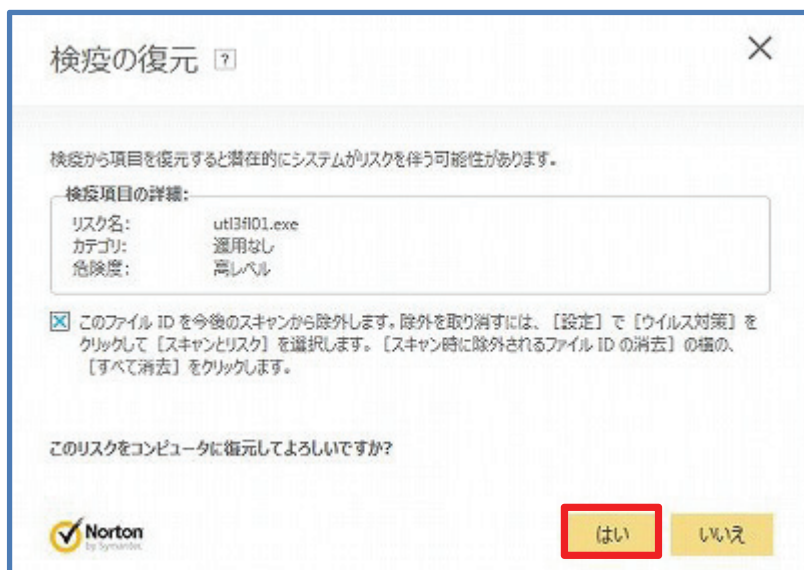 検疫の復元 ?
検疫から項目を復元すると潜在的にシステムがリスクを伴う可能性があります。
検疫項目の詳細:
リスク名: utl3fl01.exe
カテゴリ: 適用なし
危険度: 高レベル
このファイル ID を今後のスキャンから除外します。除外を取り消すには、［設定］で［ウイルス対策］を
クリックして［スキャンとリスク］を選択します。［スキャン時に除外されるファイル ID の消去］の横の、
［すべて消去］をクリックします。
このリスクをコンピュータに復元してよろしいですか?
Norton
by Symantec
はい
いいえ